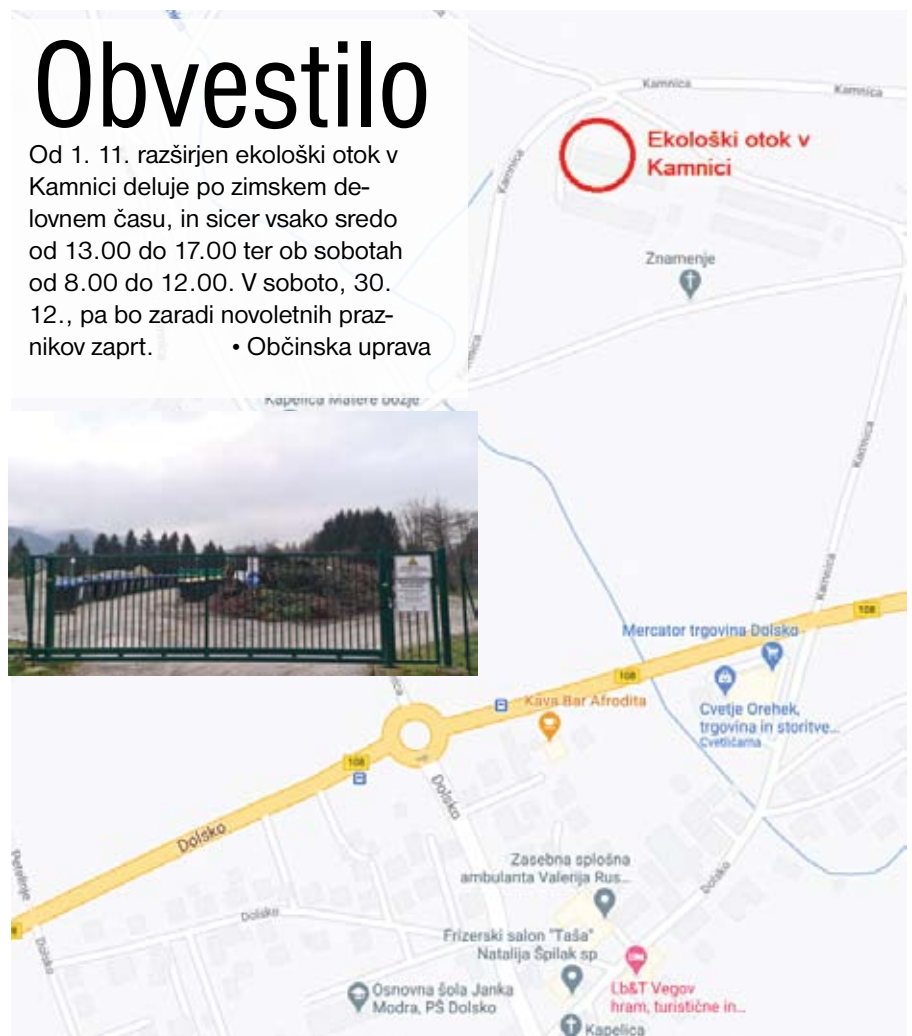 Obvestilo
Od 1. 11. razširjen ekološki otok v
Kamnici deluje po zimskem de-
lovnem času, in sicer vsako sredo
od 13.00 do 17.00 ter ob sobotah
od 8.00 do 12.00. V soboto, 30.
12., pa bo zaradi novoletnih praz-
nikov zaprt. • Občinska uprava
Kamnica
Kamnica
Kamnica
Ekološki otok v
Kamnici
Znamenje
Kapelica Matere božje
Kamnica
Kamnica
108
Mercator trgovina Dolsko
108
Kava Bar Afrodita
Cvetje Orehek,
trgovina in storitve...
Cvetličarna
108
Dolsko
Dolsko
Petelinje
Zasebna splošna
ambulanta Valerija Rus...
Dolsko
Dolsko
Dolsko
Frizerski salon "Taša"
Natalija Špilak sp
Osnovna šola Janka
Modra, PŠ Dolsko
Lb&T Vegov
hram, turistične in...
Kapelica